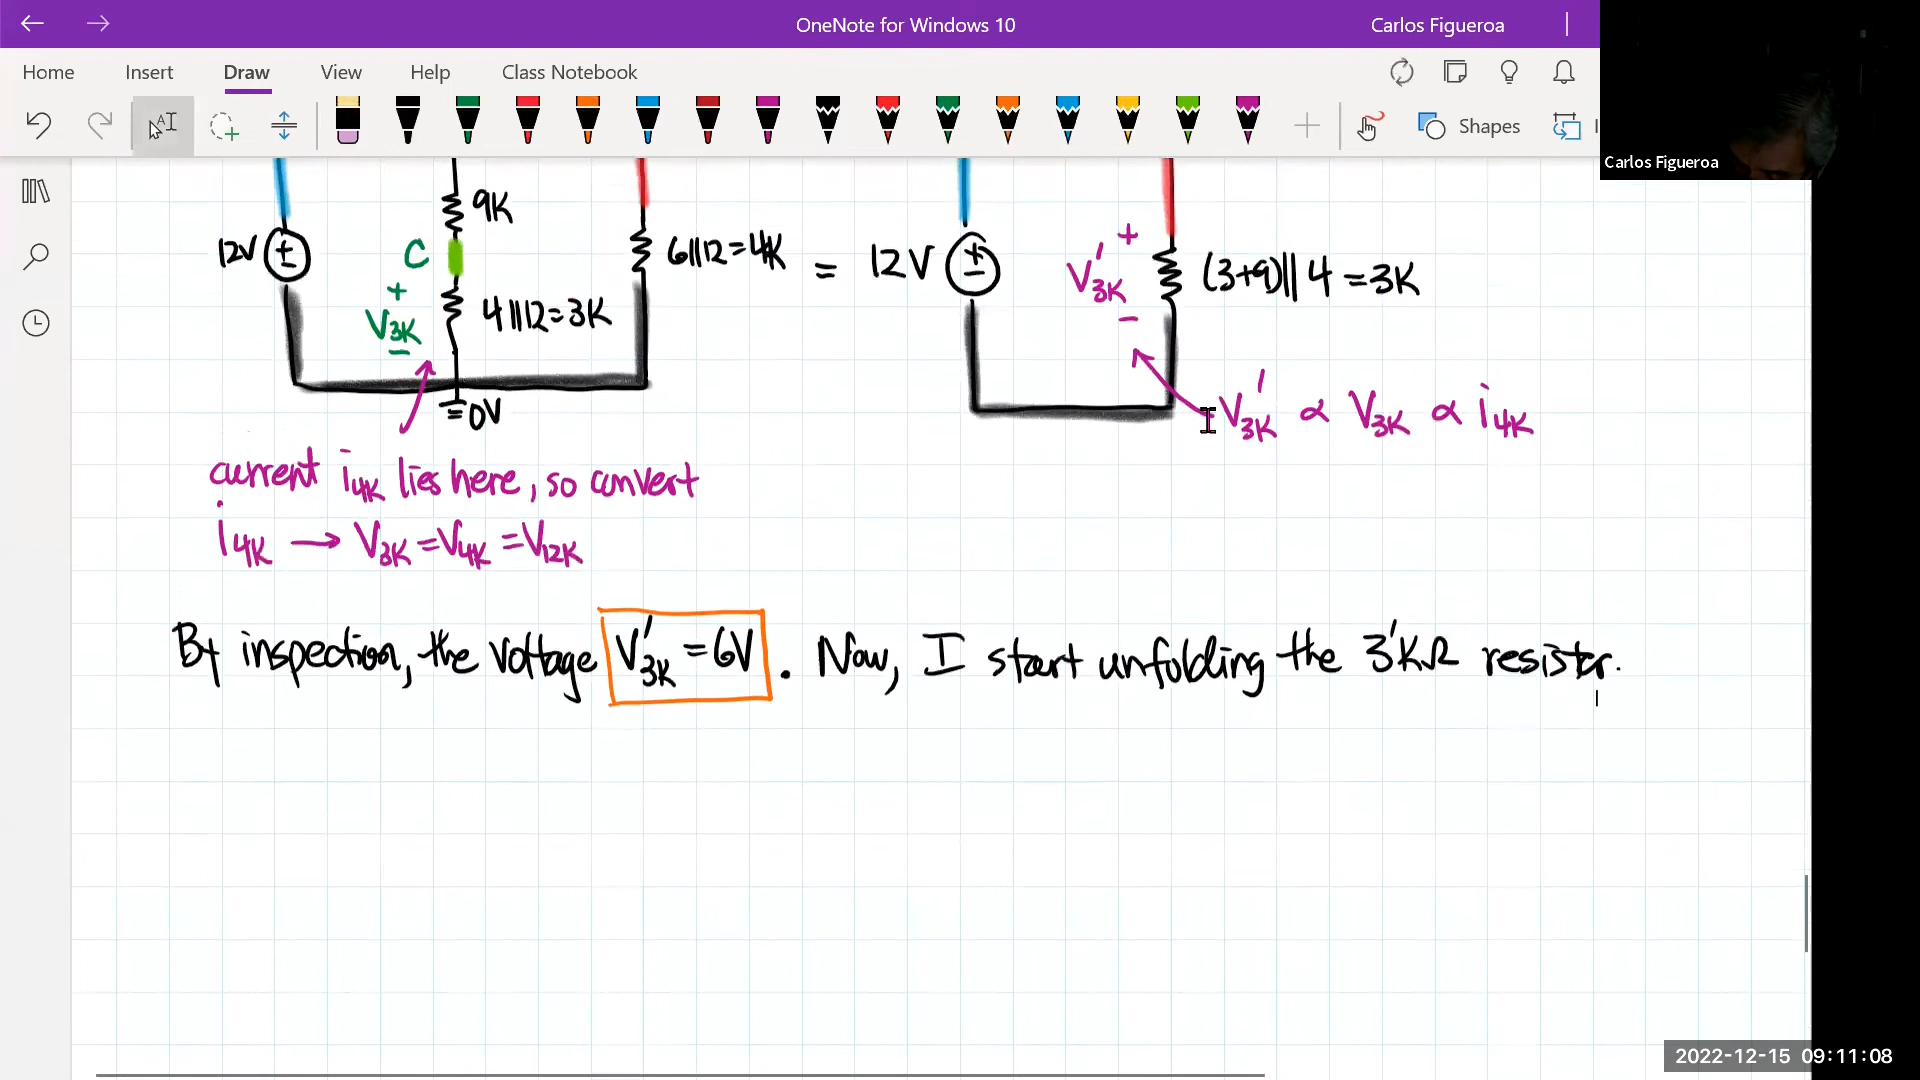 OneNote for Windows 10
Carlos Figueroa
Home Insert Draw View Help Class Notebook
Shapes
Carlos Figueroa
9K
12V
C
+
V3K
−
4||12=3K
6||12=4K
=
12V
+
V'3K
−
(3+9)||4=3K
=0V
V'3K ∝ V3K ∝ i4K
current i4K lies here, so convert
i4K → V3K=V4K=V12K
By inspection, the voltage V'3K = 6V. Now, I start unfolding the 3'KΩ resistor.
2022-12-15 09:11:08